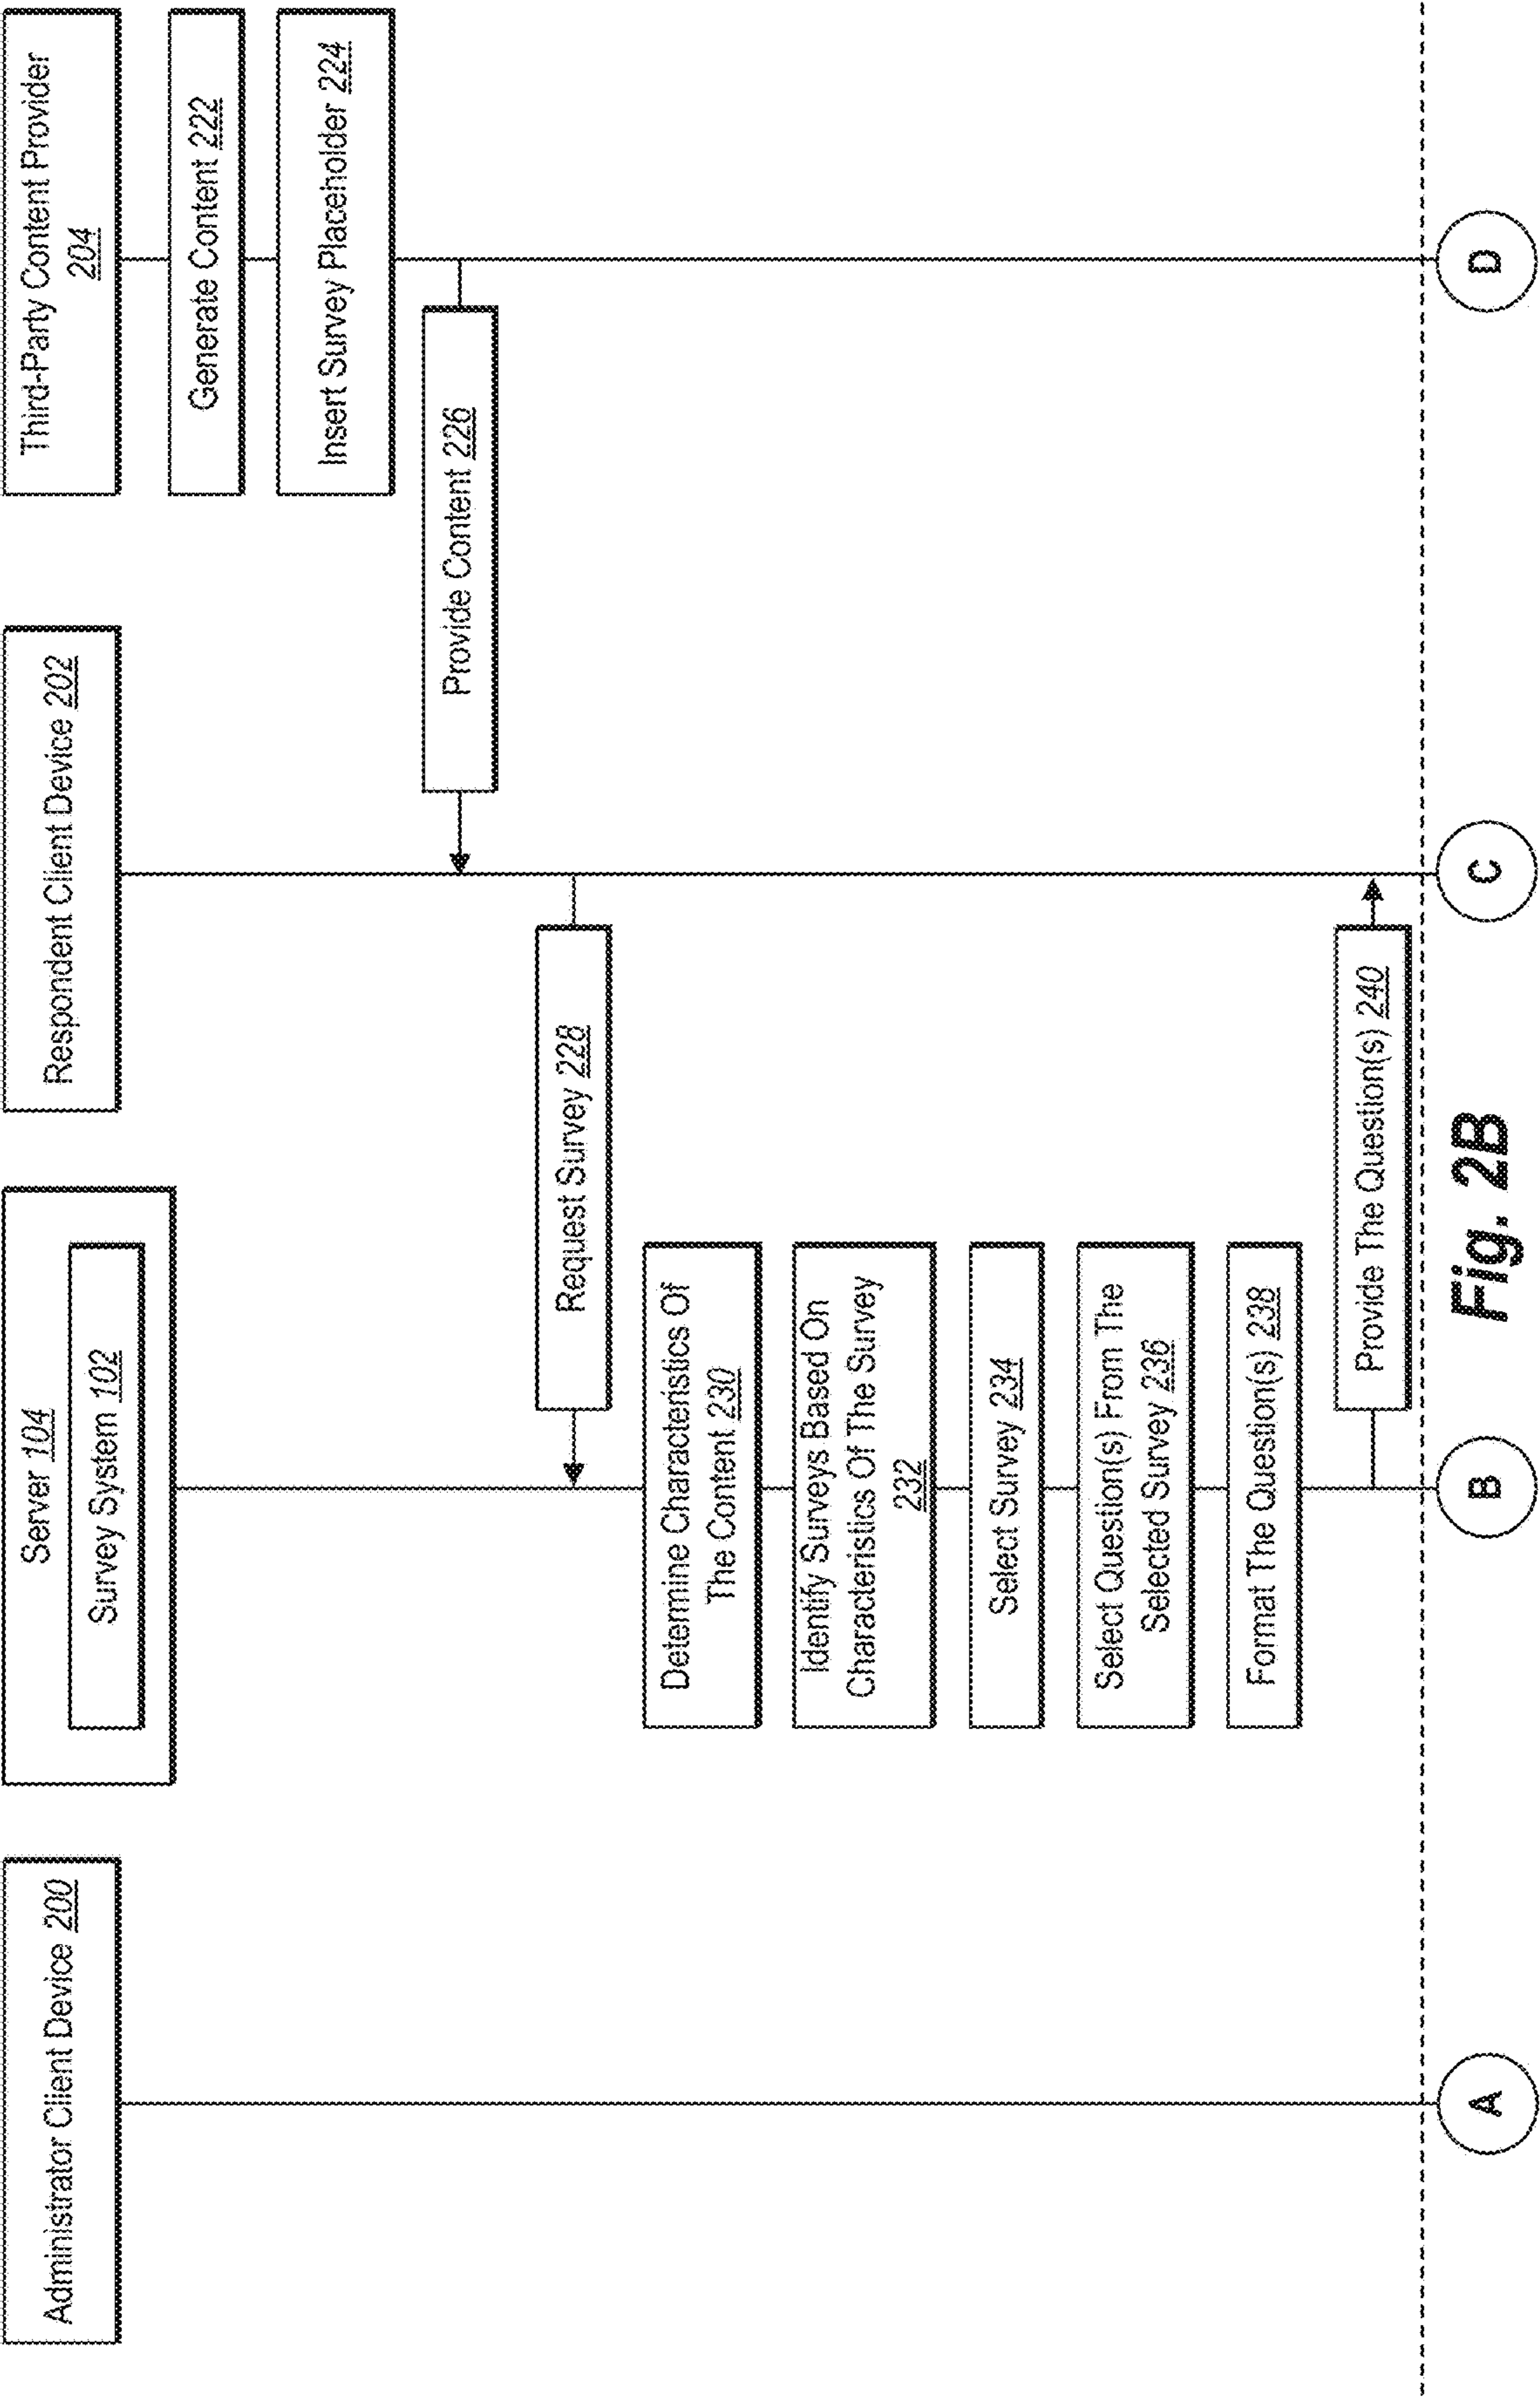 Administrator Client Device 200
Server 104
Survey System 102
Respondent Client Device 202
Third-Party Content Provider
204
Generate Content 222
Insert Survey Placeholder 224
Provide Content 226
Request Survey 228
Determine Characteristics Of
The Content 230
Identify Surveys Based On
Characteristics Of The Survey
232
Select Survey 234
Select Question(s) From The
Selected Survey 236
Format The Question(s) 238
Provide The Question(s) 240
A
B
C
D
Fig. 2B